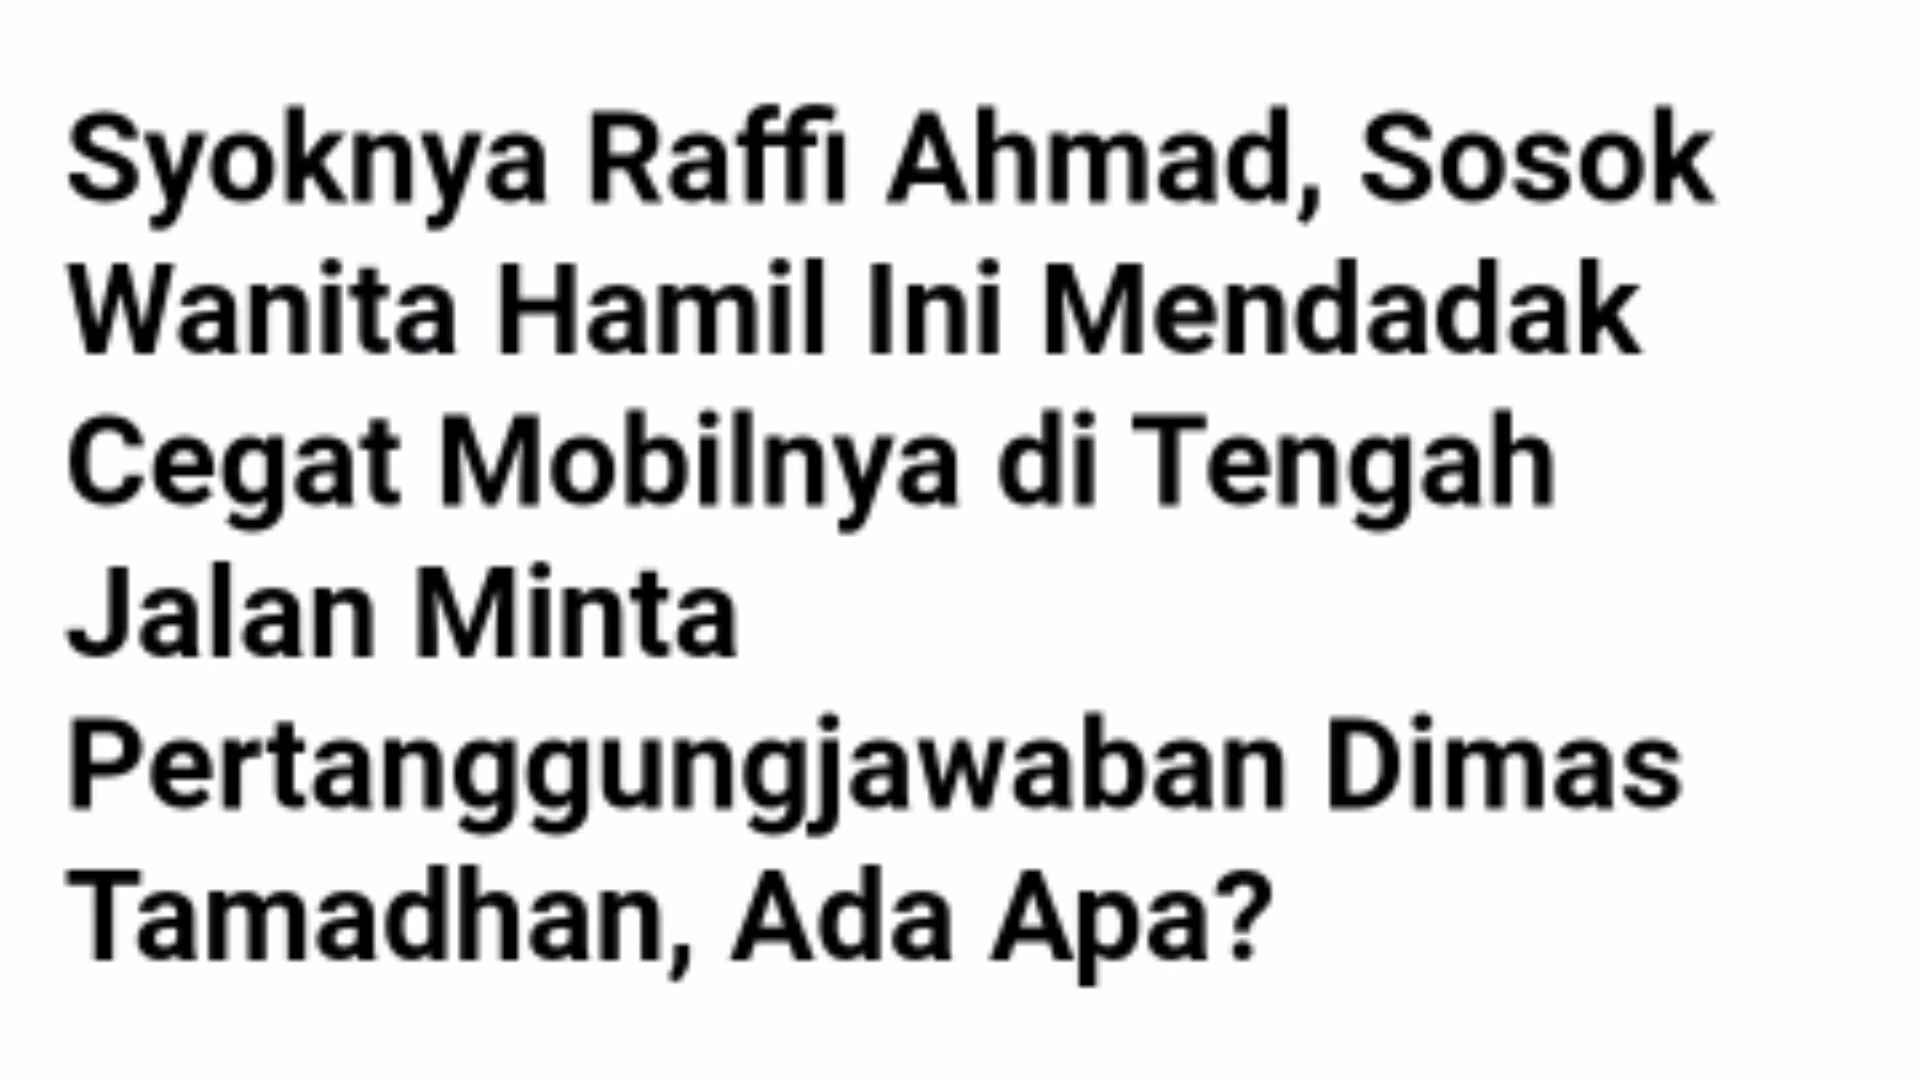 Syoknya Raffi Ahmad, Sosok
Wanita Hamil Ini Mendadak
Cegat Mobilnya di Tengah
Jalan Minta
Pertanggungjawaban Dimas
Tamadhan, Ada Apa?